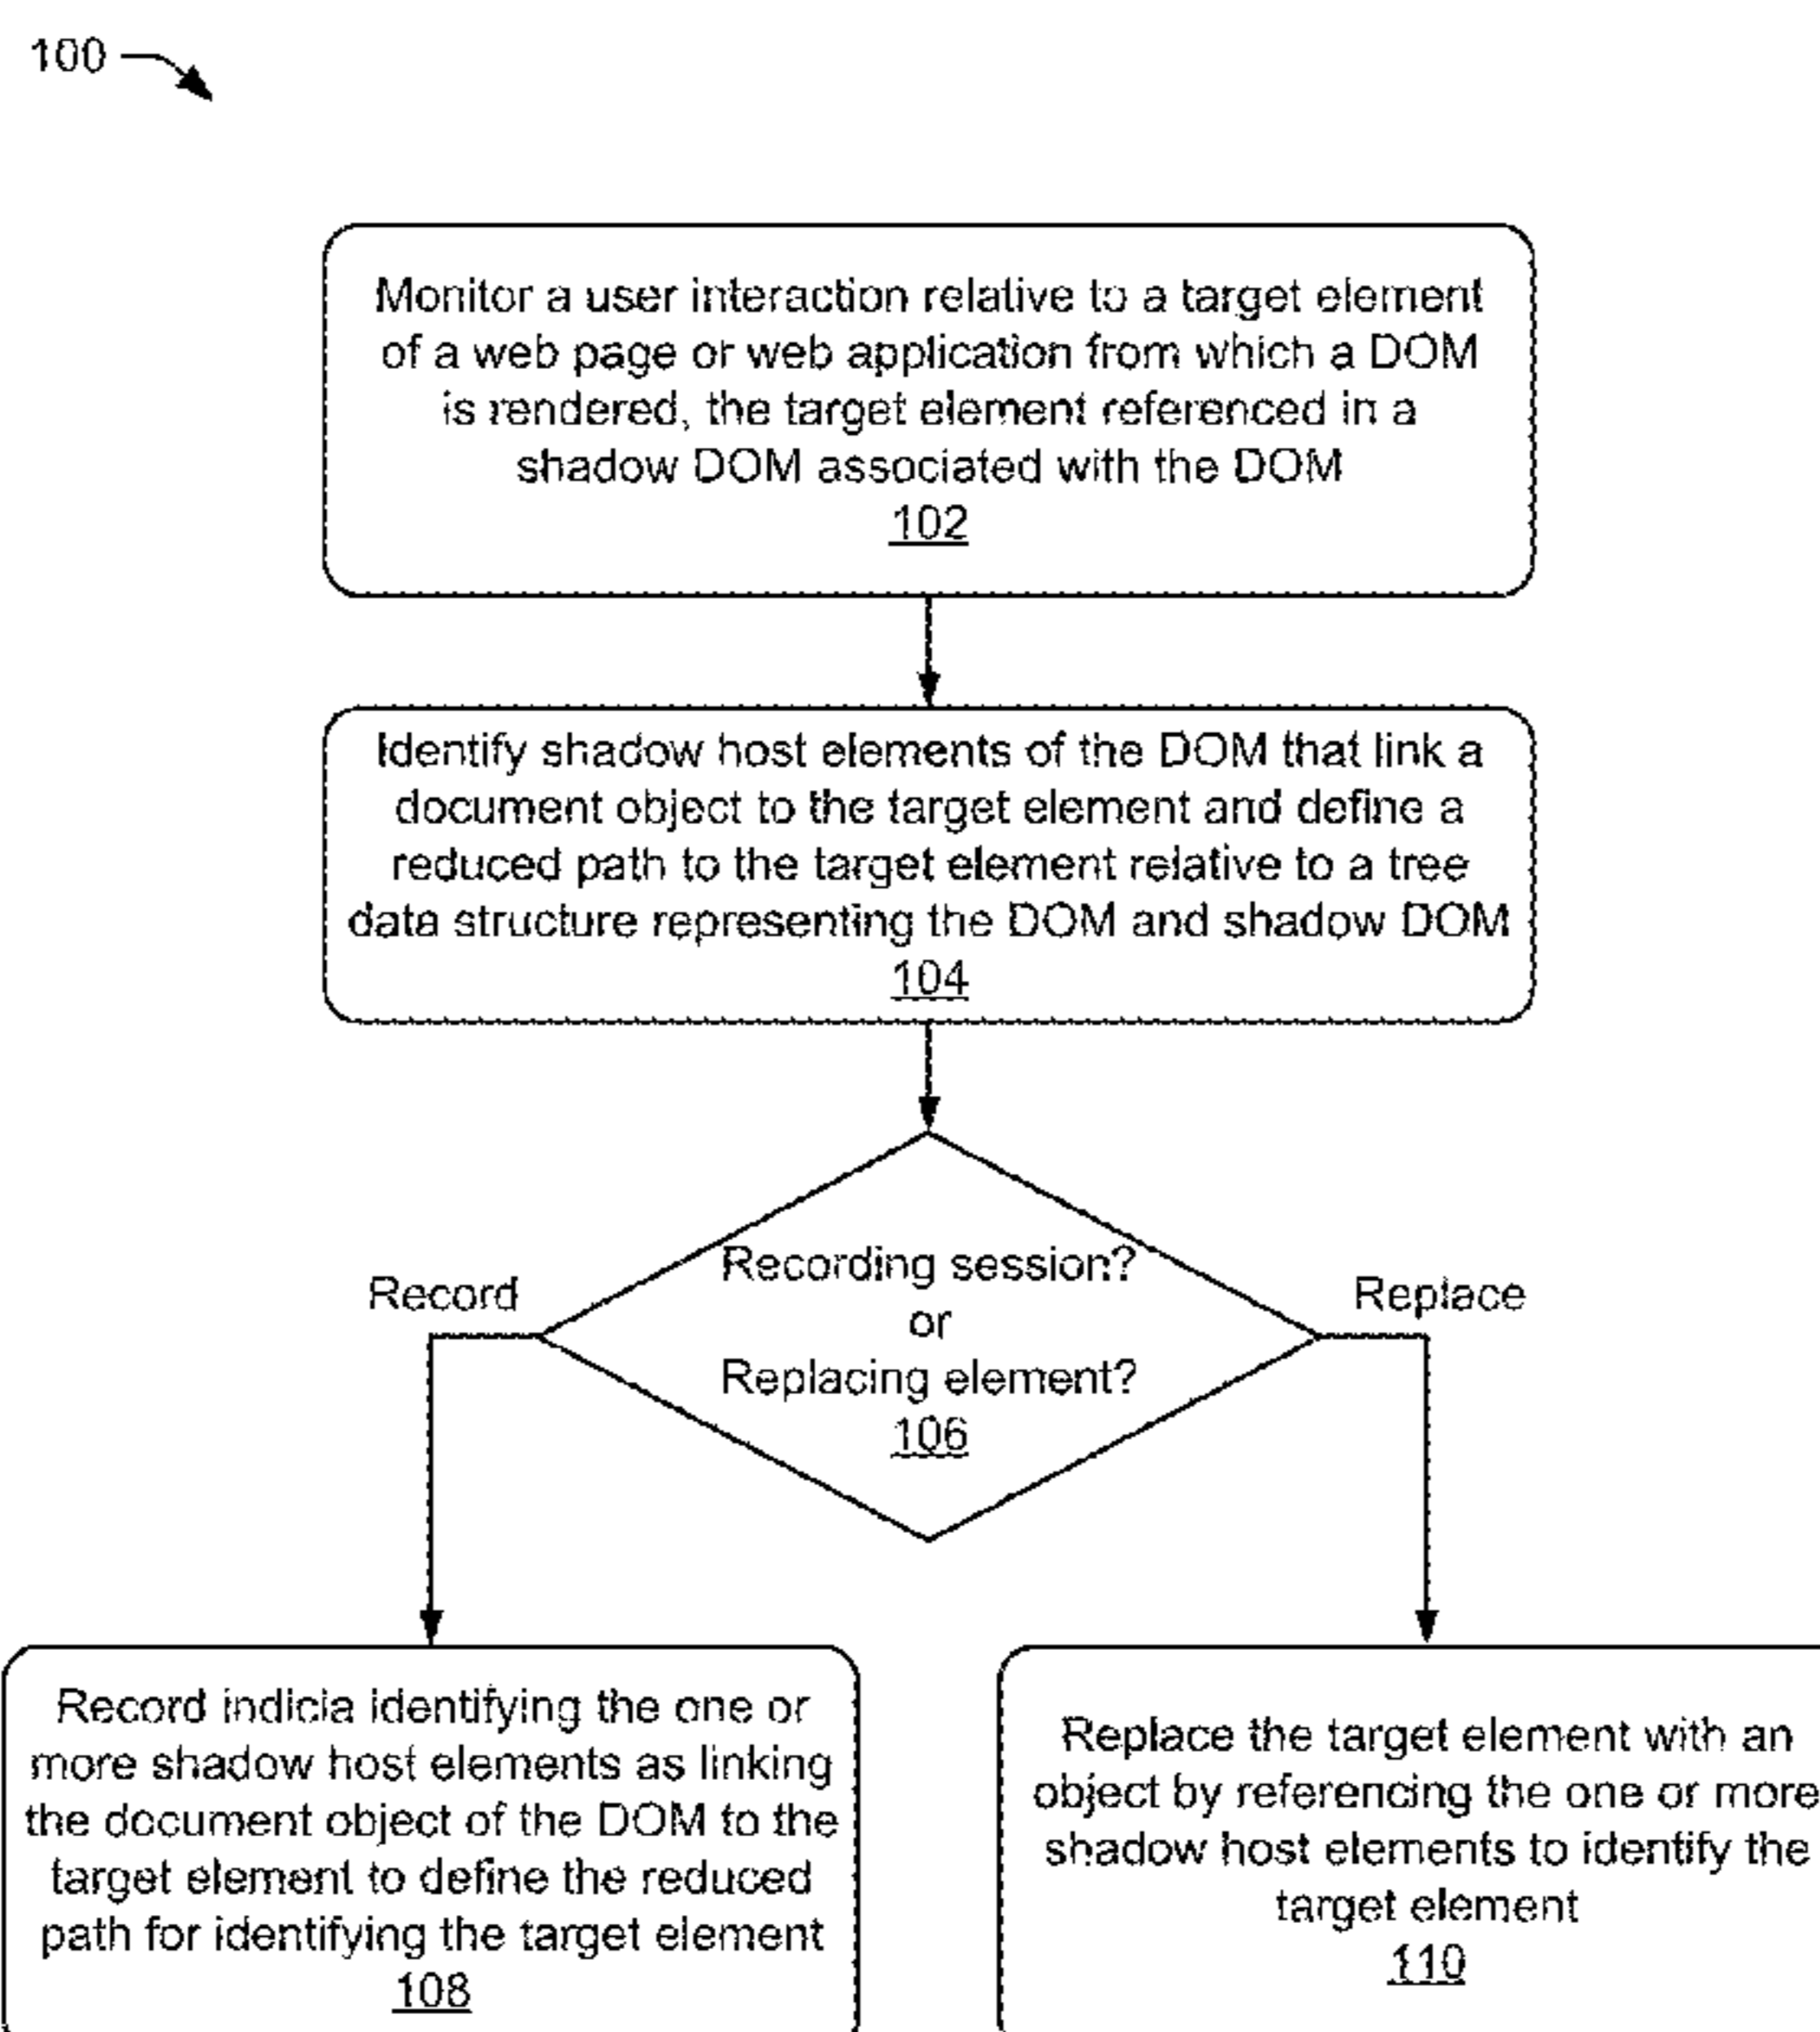 100
Monitor a user interaction relative to a target element
of a web page or web application from which a DOM
is rendered, the target element referenced in a
shadow DOM associated with the DOM
102
Identify shadow host elements of the DOM that link a
document object to the target element and define a
reduced path to the target element relative to a tree
data structure representing the DOM and shadow DOM
104
Recording session?
or
Replacing element?
106
Record
Replace
Record indicia identifying the one or
more shadow host elements as linking
the document object of the DOM to the
target element to define the reduced
path for identifying the target element
108
Replace the target element with an
object by referencing the one or more
shadow host elements to identify the
target element
110